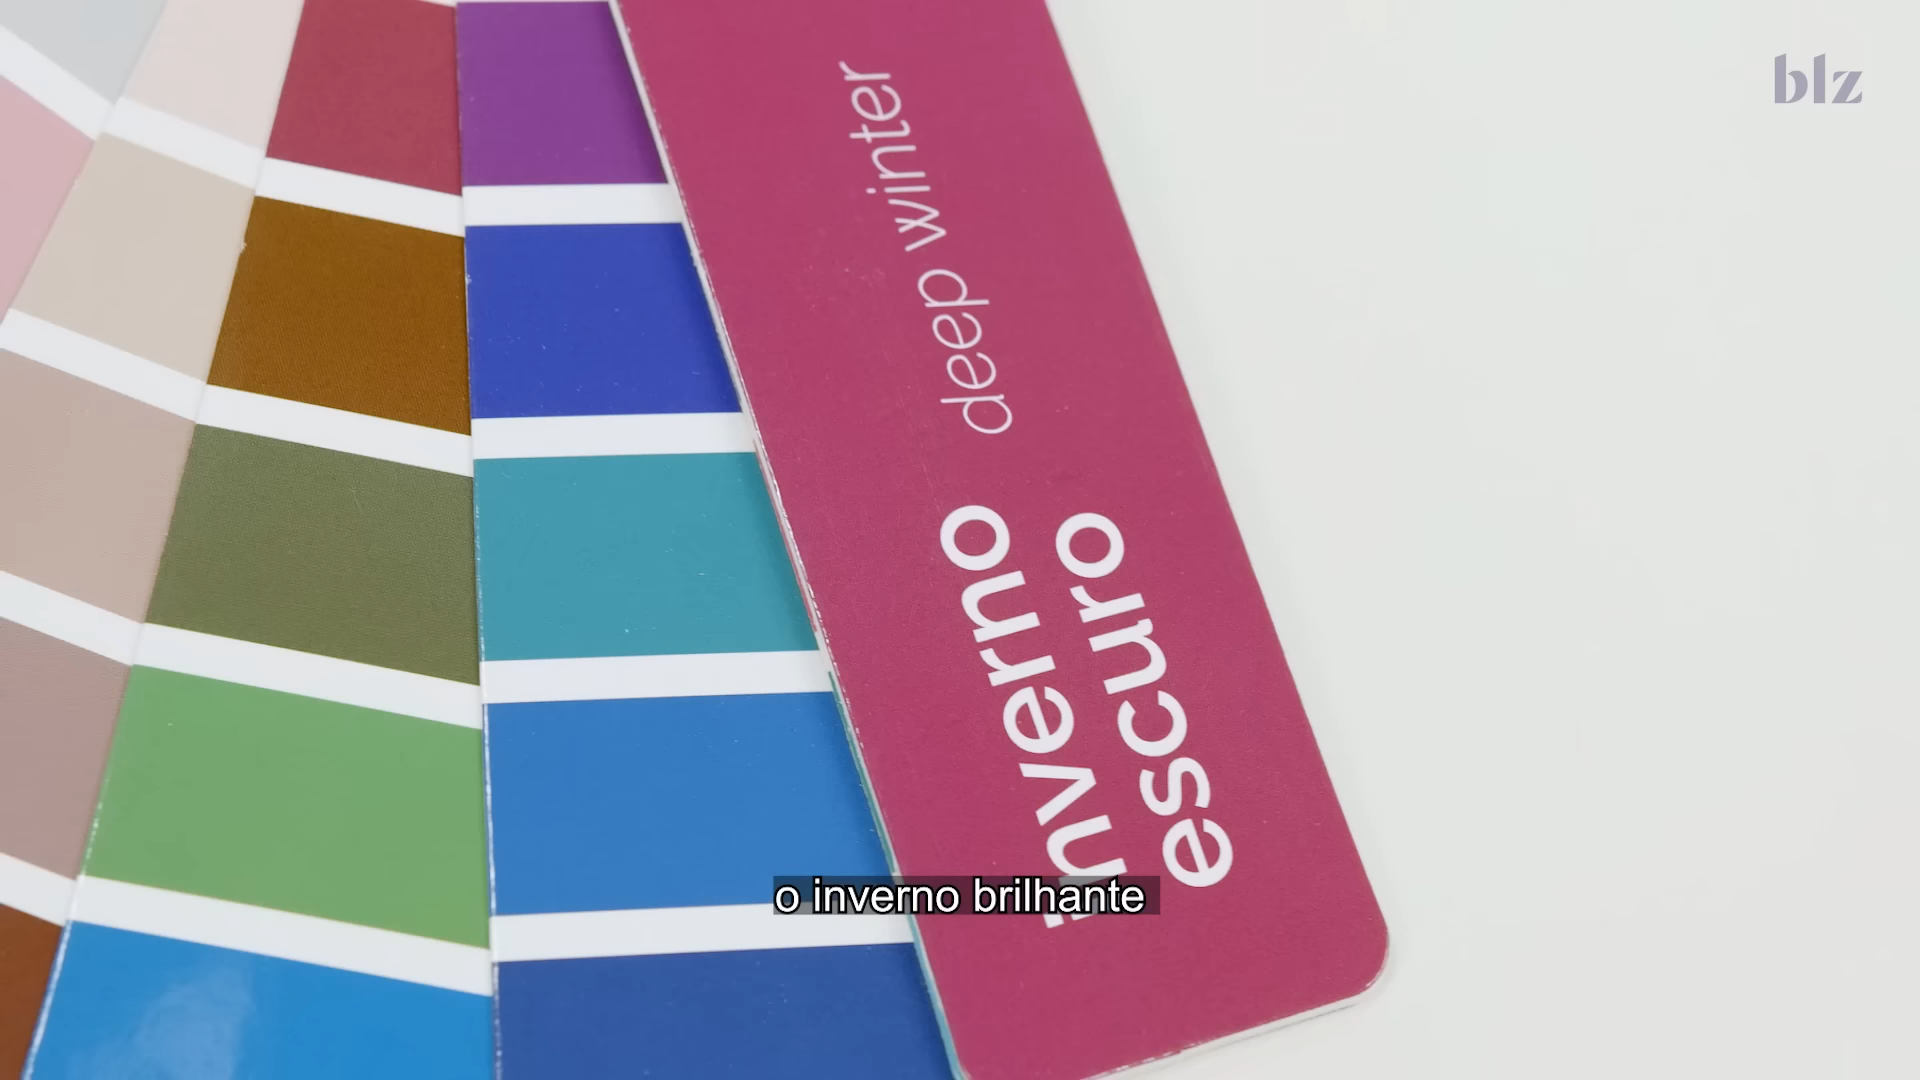 blz
inverno
escuro
deep winter
o inverno brilhante